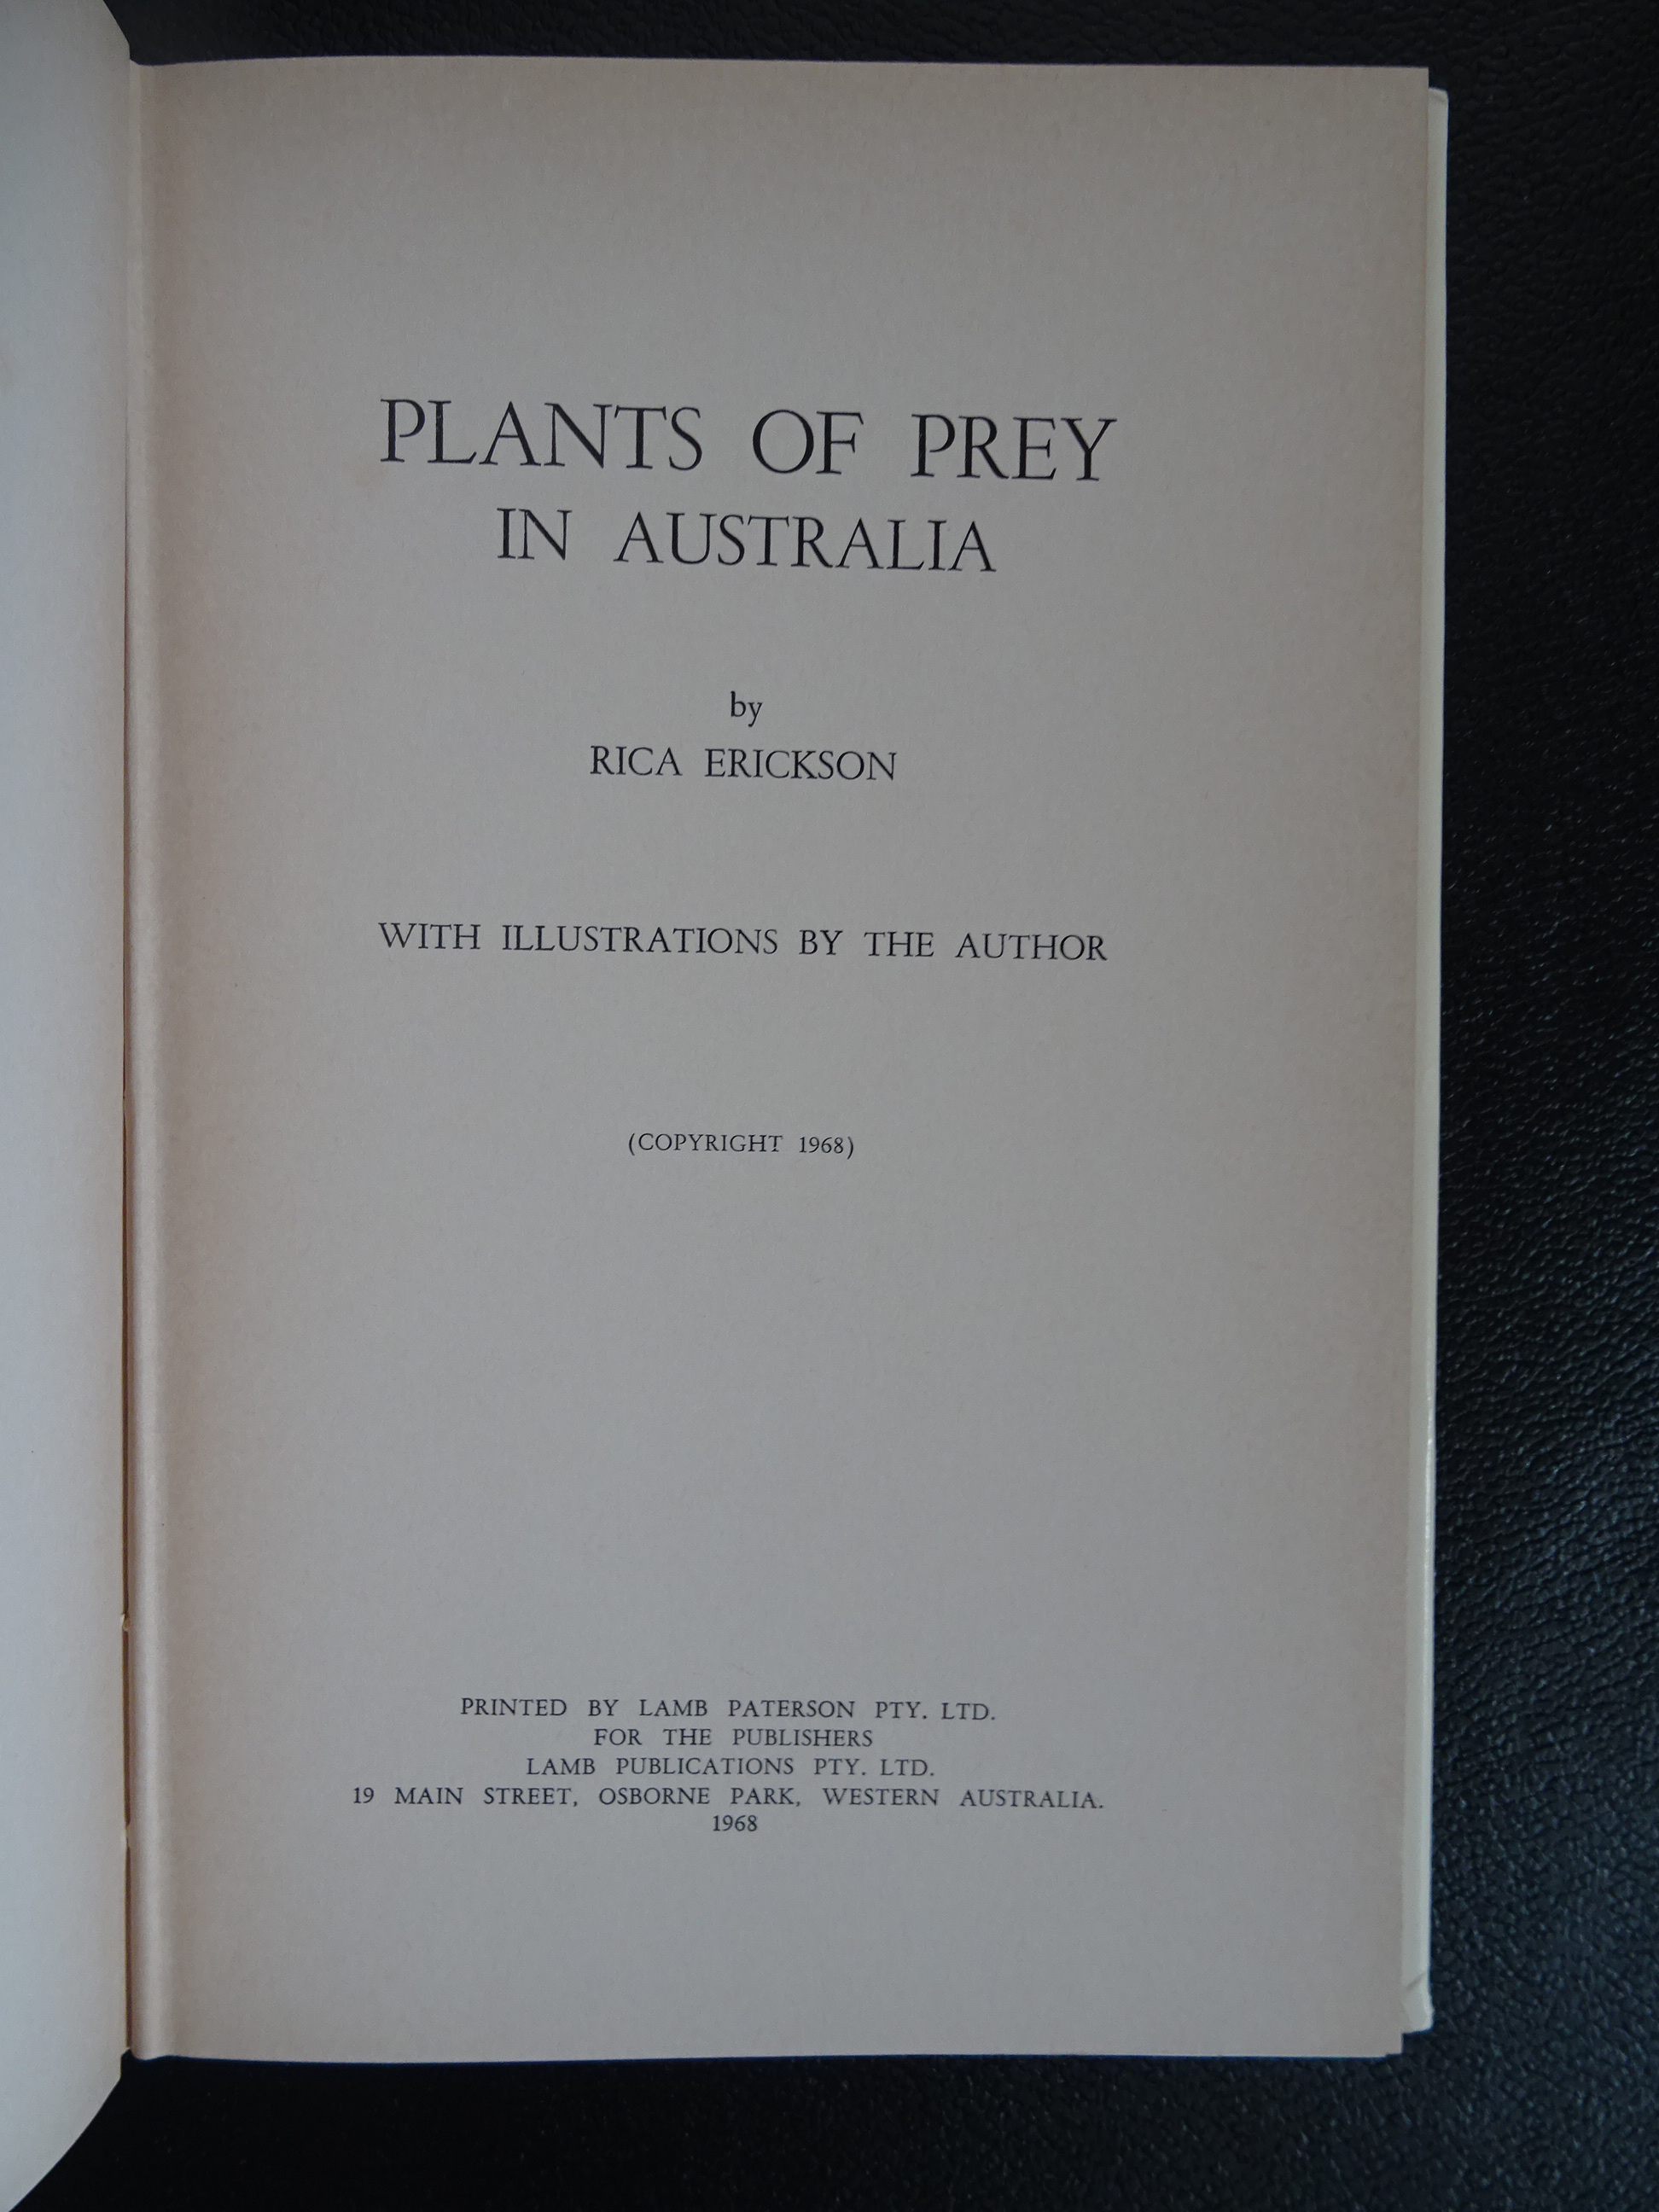 PLANTS OF PREY
IN AUSTRALIA
by
RICA ERICKSON
WITH ILLUSTRATIONS BY THE AUTHOR
(COPYRIGHT 1968)
PRINTED BY LAMB PATERSON PTY. LTD.
FOR THE PUBLISHERS
LAMB PUBLICATIONS PTY. LTD.
19 MAIN STREET, OSBORNE PARK, WESTERN AUSTRALIA.
1968